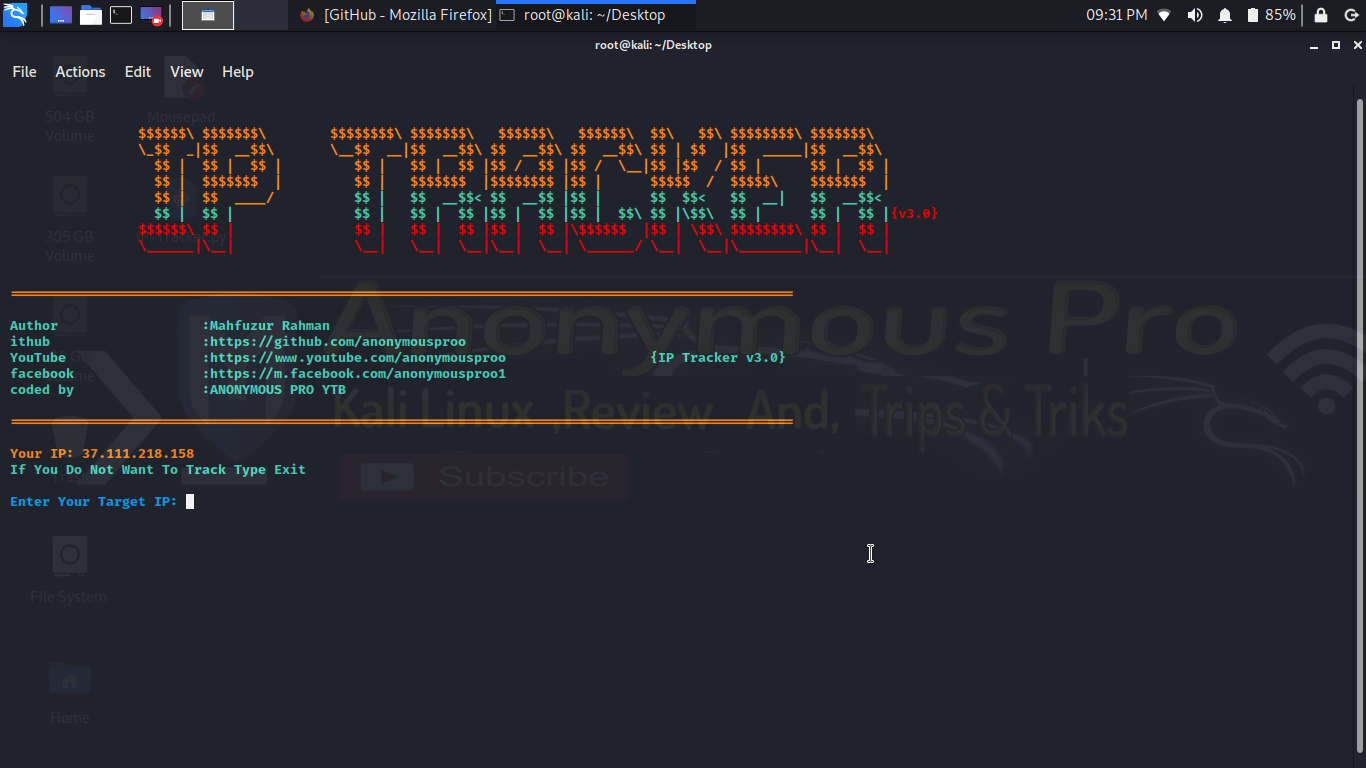 [GitHub - Mozilla Firefox]
root@kali: ~/Desktop
09:31 PM
85%
root@kali: ~/Desktop
File Actions Edit View Help
504 GB
Volume
Mousepad
IP TRACKER
{v3.0}
305 GB
Volume
Author :Mahfuzur Rahman
ithub :https://github.com/anonymousproo
YouTube :https://www.youtube.com/anonymousproo {IP Tracker v3.0}
facebook :https://m.facebook.com/anonymousproo1
coded by :ANONYMOUS PRO YTB
Anonymous Pro
Kali Linux ,Review And, Trips & Triks
Subscribe
Your IP: 37.111.218.158
If You Do Not Want To Track Type Exit
Enter Your Target IP:
File System
Home